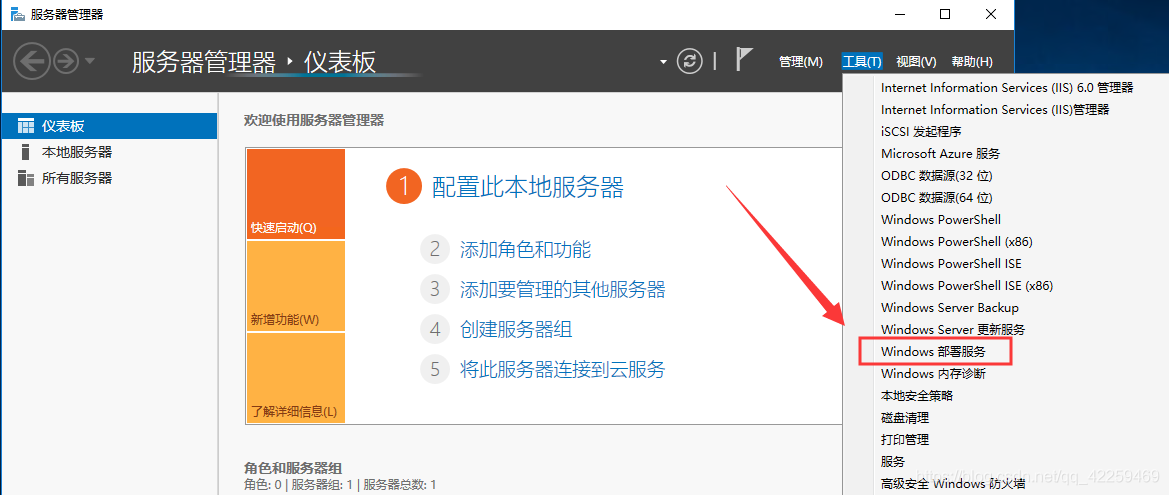 服务器管理器
服务器管理器 · 仪表板
管理(M) 工具(T) 视图(V) 帮助(H)
仪表板
本地服务器
所有服务器
欢迎使用服务器管理器
快速启动(Q)
新增功能(W)
了解详细信息(L)
1 配置此本地服务器
2 添加角色和功能
3 添加要管理的其他服务器
4 创建服务器组
5 将此服务器连接到云服务
角色和服务器组
角色: 0 | 服务器组: 1 | 服务器总数: 1
Internet Information Services (IIS) 6.0 管理器
Internet Information Services (IIS)管理器
iSCSI 发起程序
Microsoft Azure 服务
ODBC 数据源(32 位)
ODBC 数据源(64 位)
Windows PowerShell
Windows PowerShell (x86)
Windows PowerShell ISE
Windows PowerShell ISE (x86)
Windows Server Backup
Windows Server 更新服务
Windows 部署服务
Windows 内存诊断
本地安全策略
磁盘清理
打印管理
服务
高级安全 Windows 防火墙
https://blog.csdn.net/qq_42259469